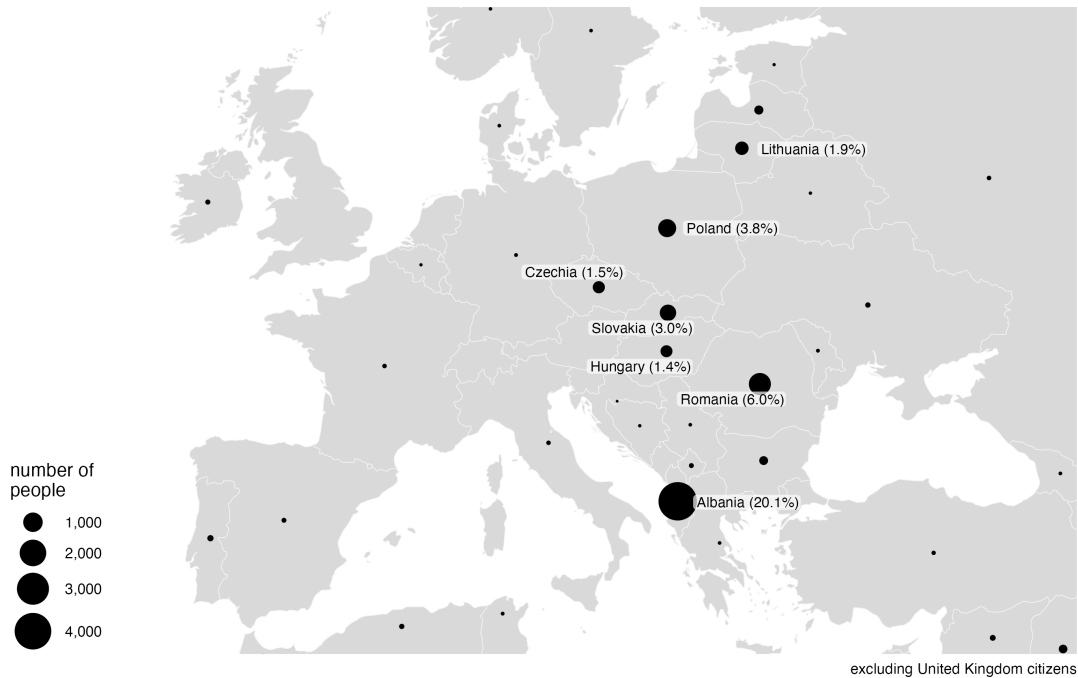 Lithuania (1.9%)
Poland (3.8%)
Czechia (1.5%)
Slovakia (3.0%)
Hungary (1.4%)
Romania (6.0%)
Albania (20.1%)
number of
people
1,000
2,000
3,000
4,000
excluding United Kingdom citizens